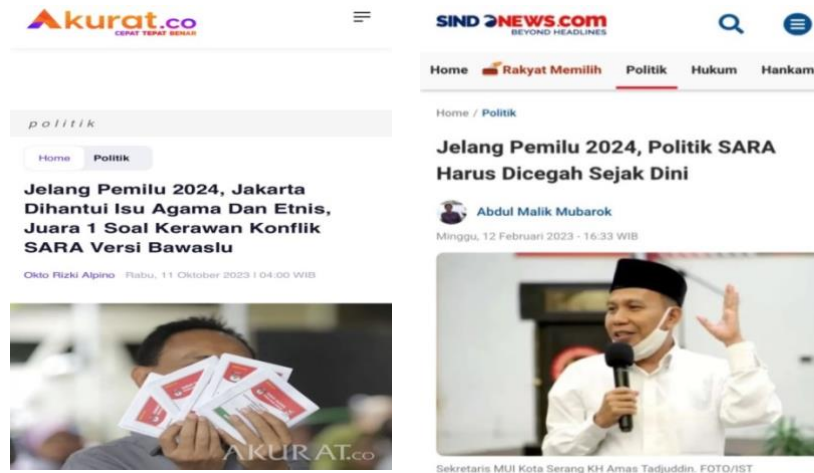 Akurat.co
CEPAT TEPAT BENAR
politik
Home Politik
Jelang Pemilu 2024, Jakarta
Dihantui Isu Agama Dan Etnis,
Juara 1 Soal Kerawan Konflik
SARA Versi Bawaslu
Okto Rizki Alpino Rabu, 11 Oktober 2023 | 04:00 WIB
AKURAT.co
SINDONEWS.com
BEYOND HEADLINES
Home Rakyat Memilih Politik Hukum Hankam
Home / Politik
Jelang Pemilu 2024, Politik SARA
Harus Dicegah Sejak Dini
Abdul Malik Mubarok
Minggu, 12 Februari 2023 - 16:33 WIB
Sekretaris MUI Kota Serang KH Amas Tadjuddin. FOTO/IST